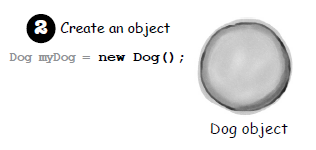 2 Create an object
Dog myDog = new Dog();
Dog object